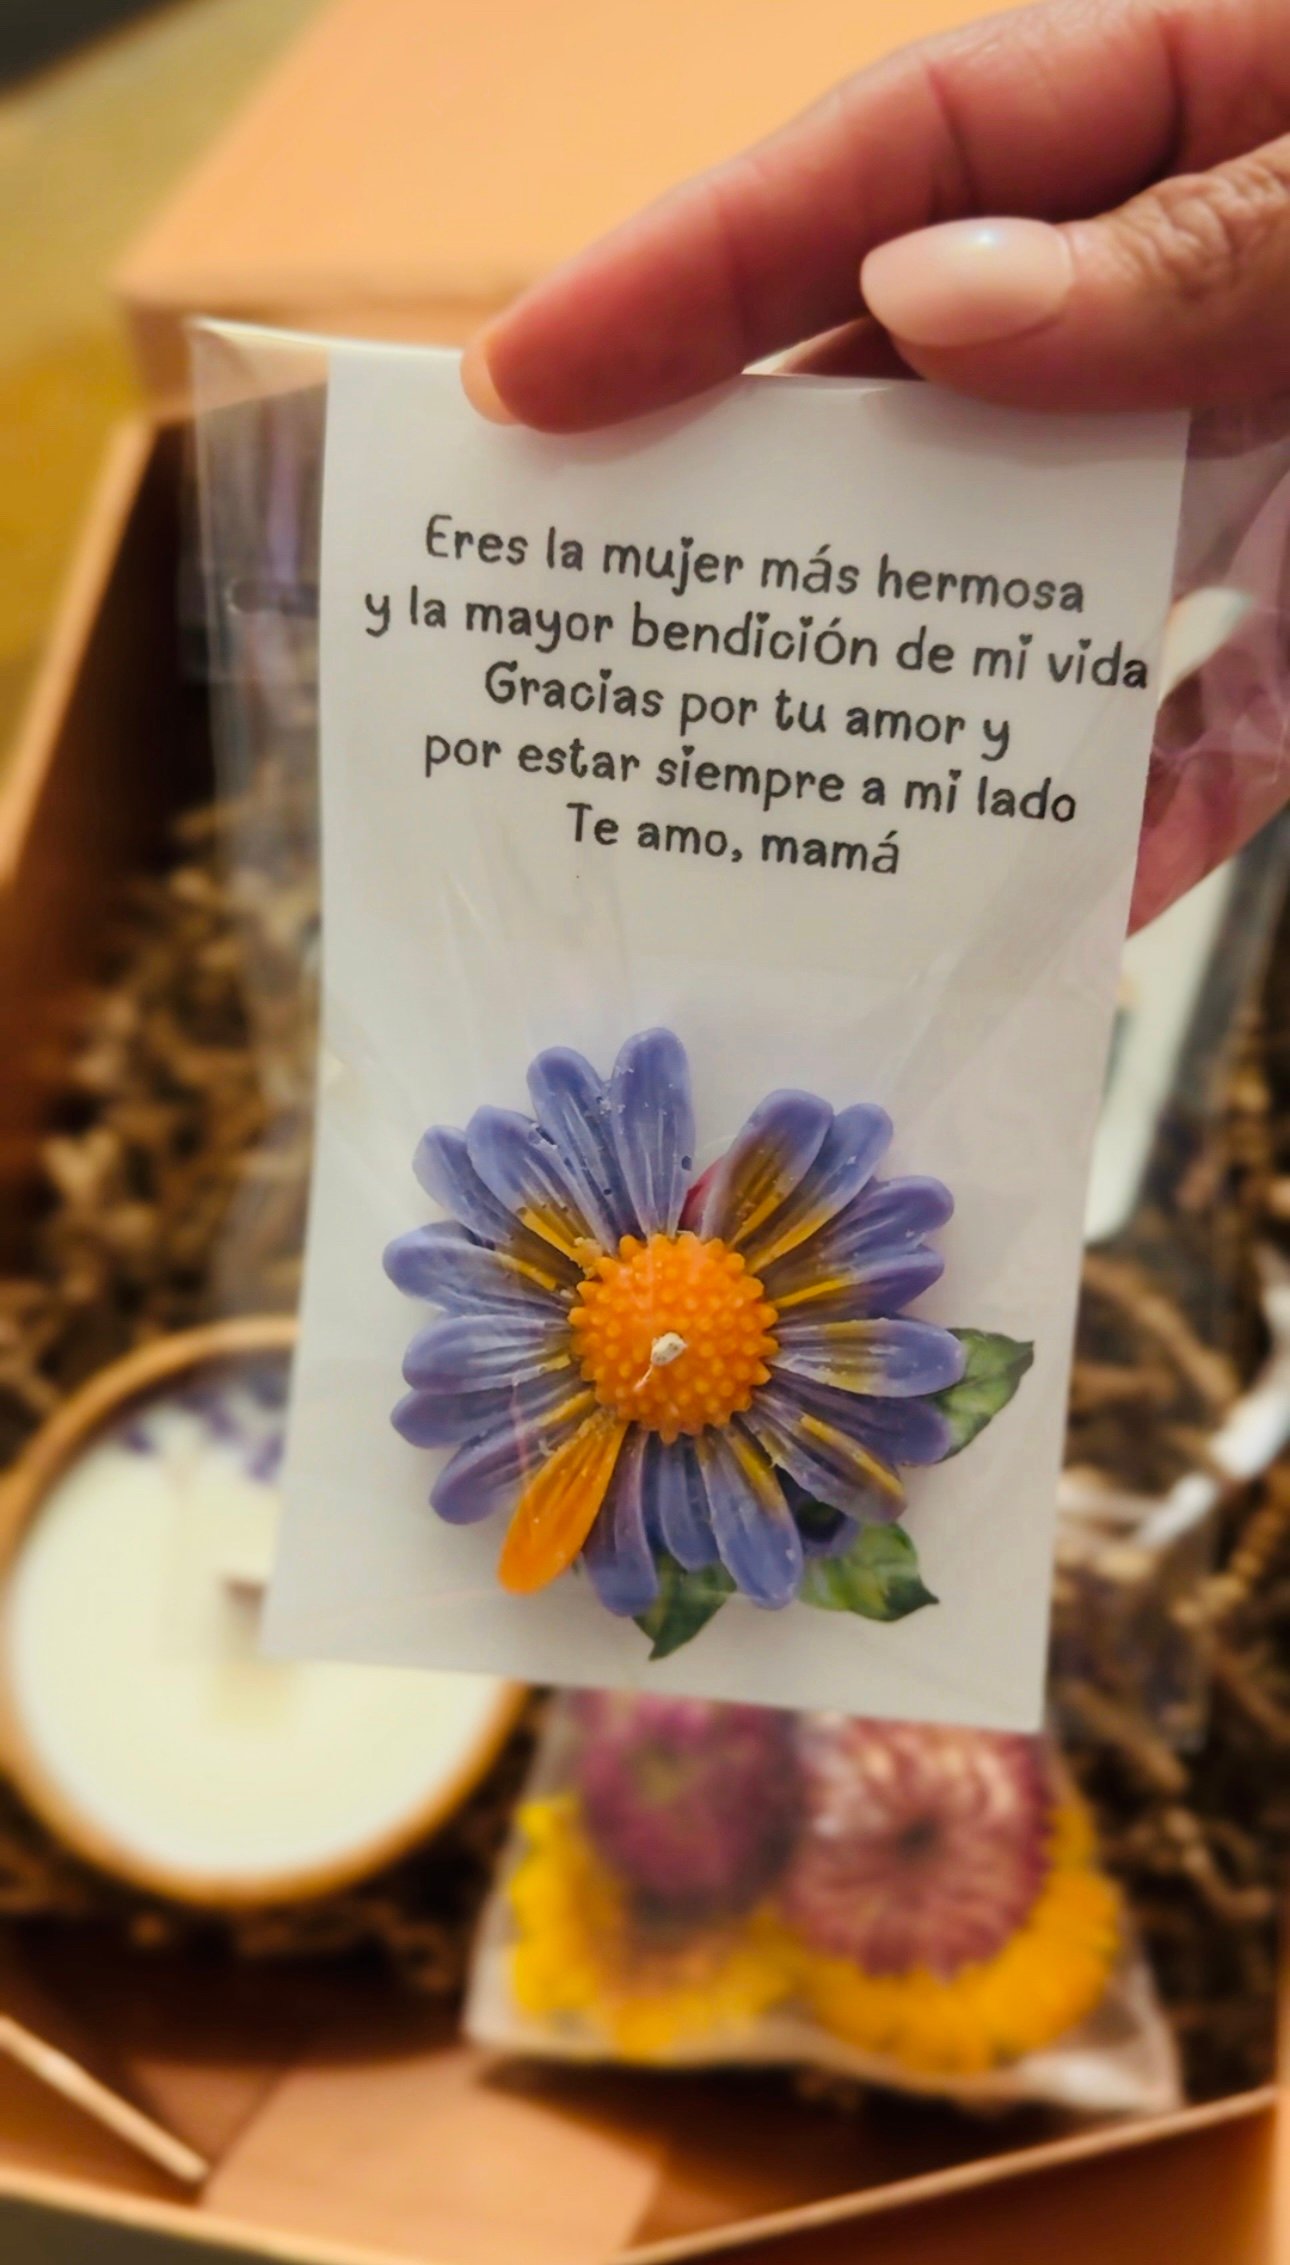 Eres la mujer más hermosa
y la mayor bendición de mi vida
Gracias por tu amor y
por estar siempre a mi lado
Te amo, mamá